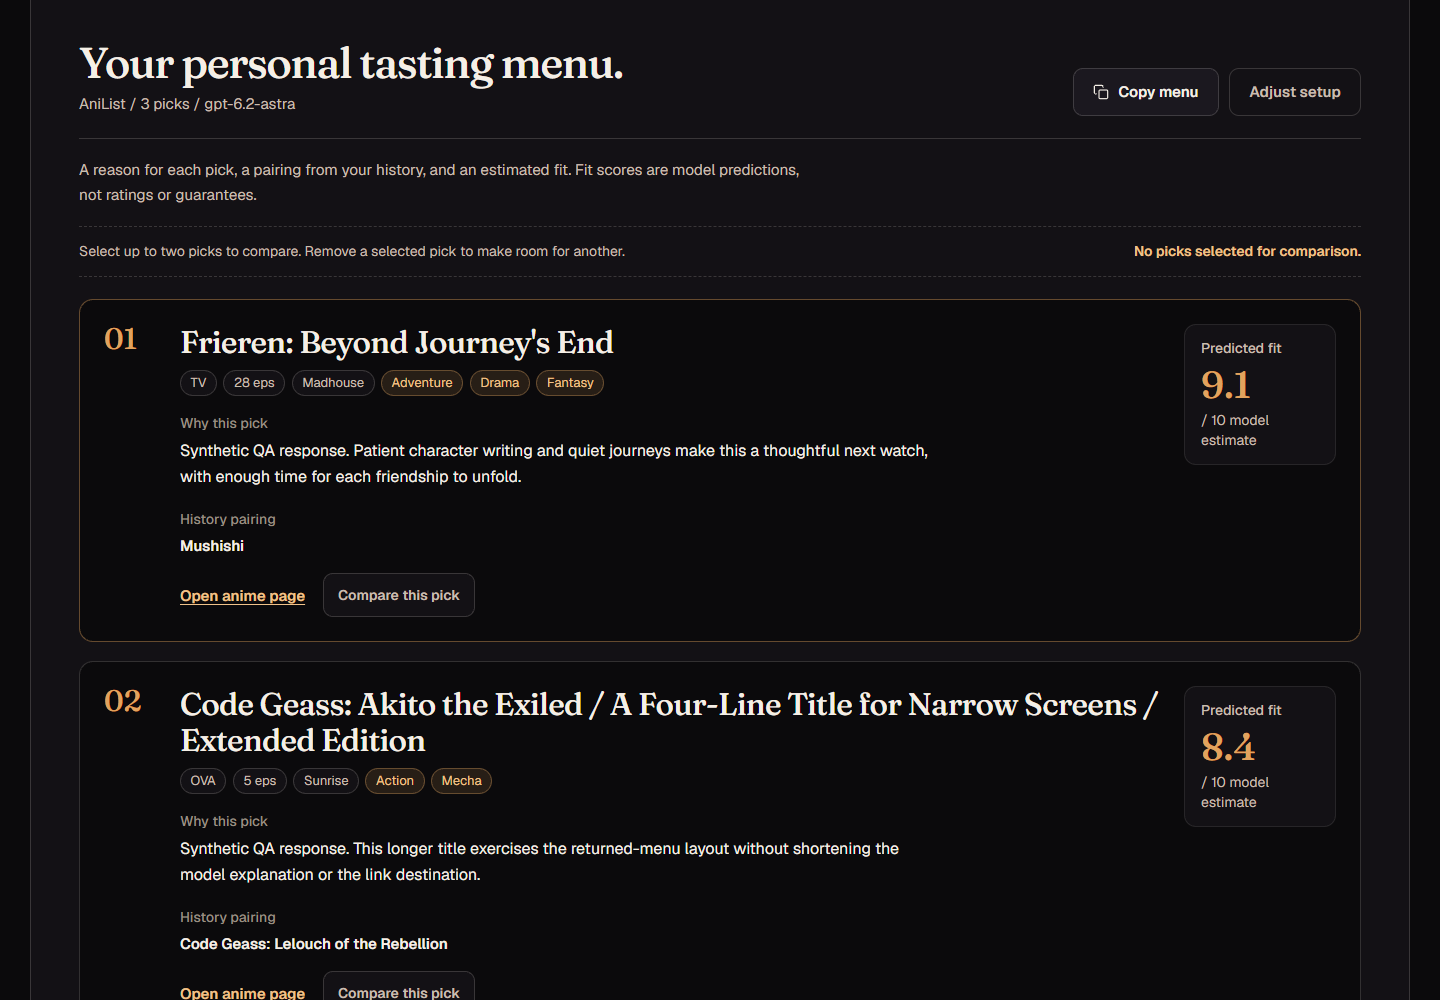 Your personal tasting menu.
AniList / 3 picks / gpt-6.2-astra
Copy menu
Adjust setup
A reason for each pick, a pairing from your history, and an estimated fit. Fit scores are model predictions,
not ratings or guarantees.
Select up to two picks to compare. Remove a selected pick to make room for another.
No picks selected for comparison.
01
Frieren: Beyond Journey's End
TV 28 eps Madhouse Adventure Drama Fantasy
Why this pick
Synthetic QA response. Patient character writing and quiet journeys make this a thoughtful next watch,
with enough time for each friendship to unfold.
History pairing
Mushishi
Open anime page
Compare this pick
Predicted fit
9.1
/ 10 model
estimate
02
Code Geass: Akito the Exiled / A Four-Line Title for Narrow Screens /
Extended Edition
OVA 5 eps Sunrise Action Mecha
Why this pick
Synthetic QA response. This longer title exercises the returned-menu layout without shortening the
model explanation or the link destination.
History pairing
Code Geass: Lelouch of the Rebellion
Open anime page
Compare this pick
Predicted fit
8.4
/ 10 model
estimate